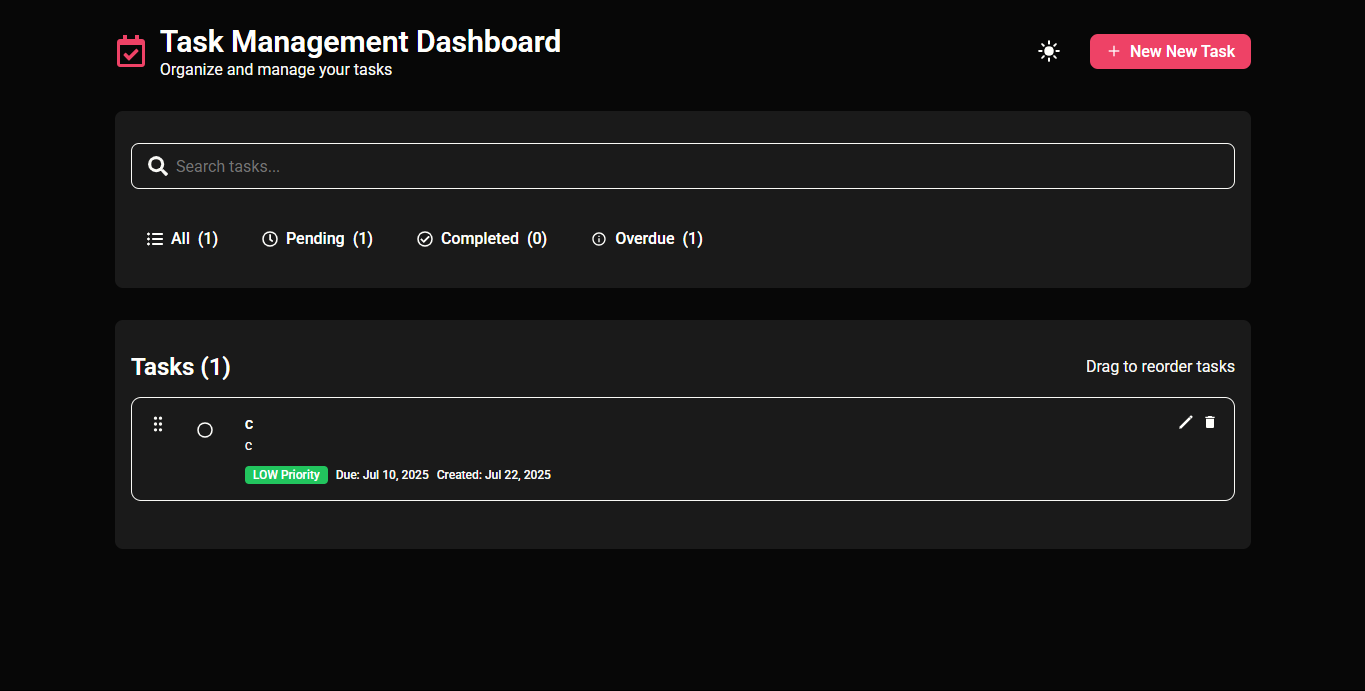 Task Management Dashboard
Organize and manage your tasks
New New Task
Search tasks...
All (1) Pending (1) Completed (0) Overdue (1)
Tasks (1)
Drag to reorder tasks
c
c
LOW Priority Due: Jul 10, 2025 Created: Jul 22, 2025